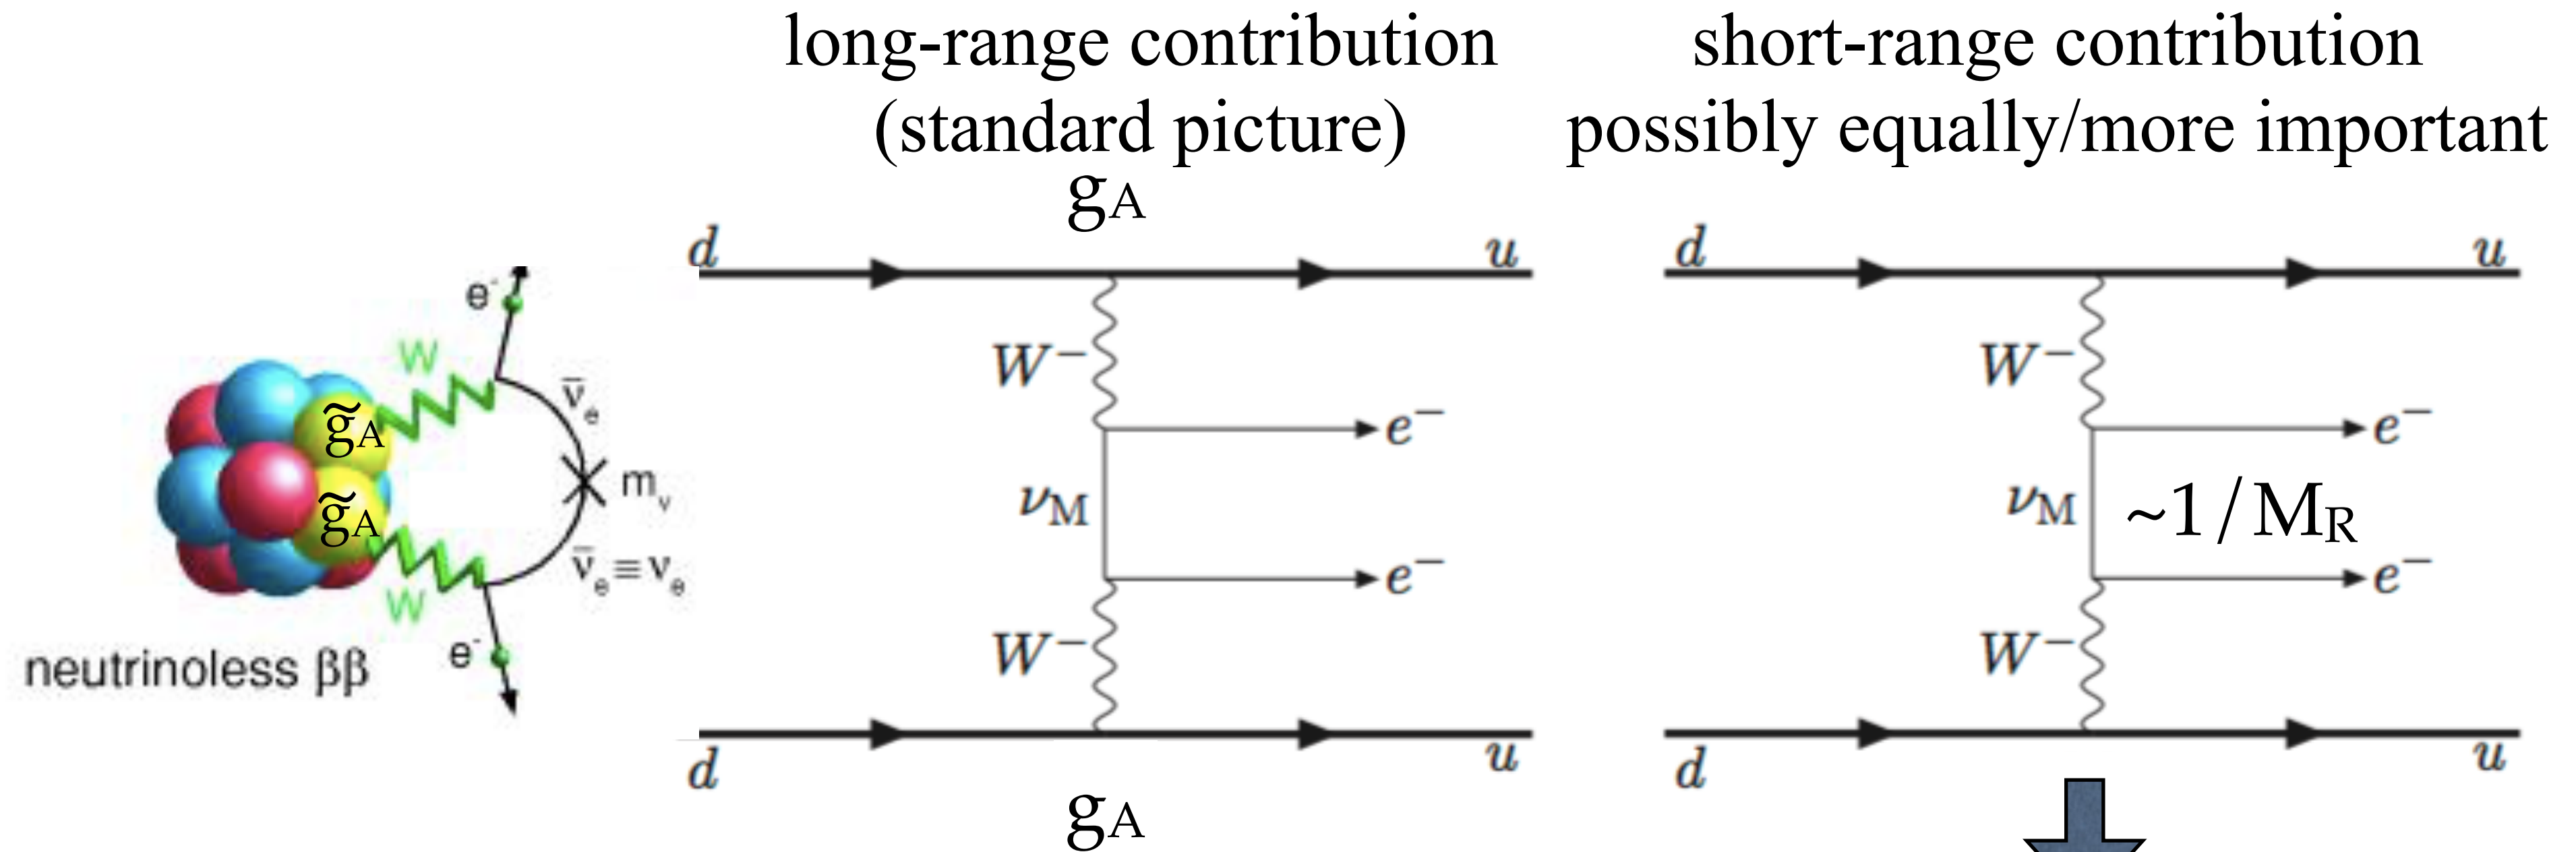 long-range contribution
(standard picture)
short-range contribution
possibly equally/more important
e⁻
W
g̃A
g̃A
W
ν̄e
mν
ν̄e≡νe
e⁻
neutrinoless ββ
gA
d
u
W⁻
e⁻
νM
e⁻
W⁻
d
u
gA
d
u
W⁻
e⁻
νM
~1/MR
e⁻
W⁻
d
u